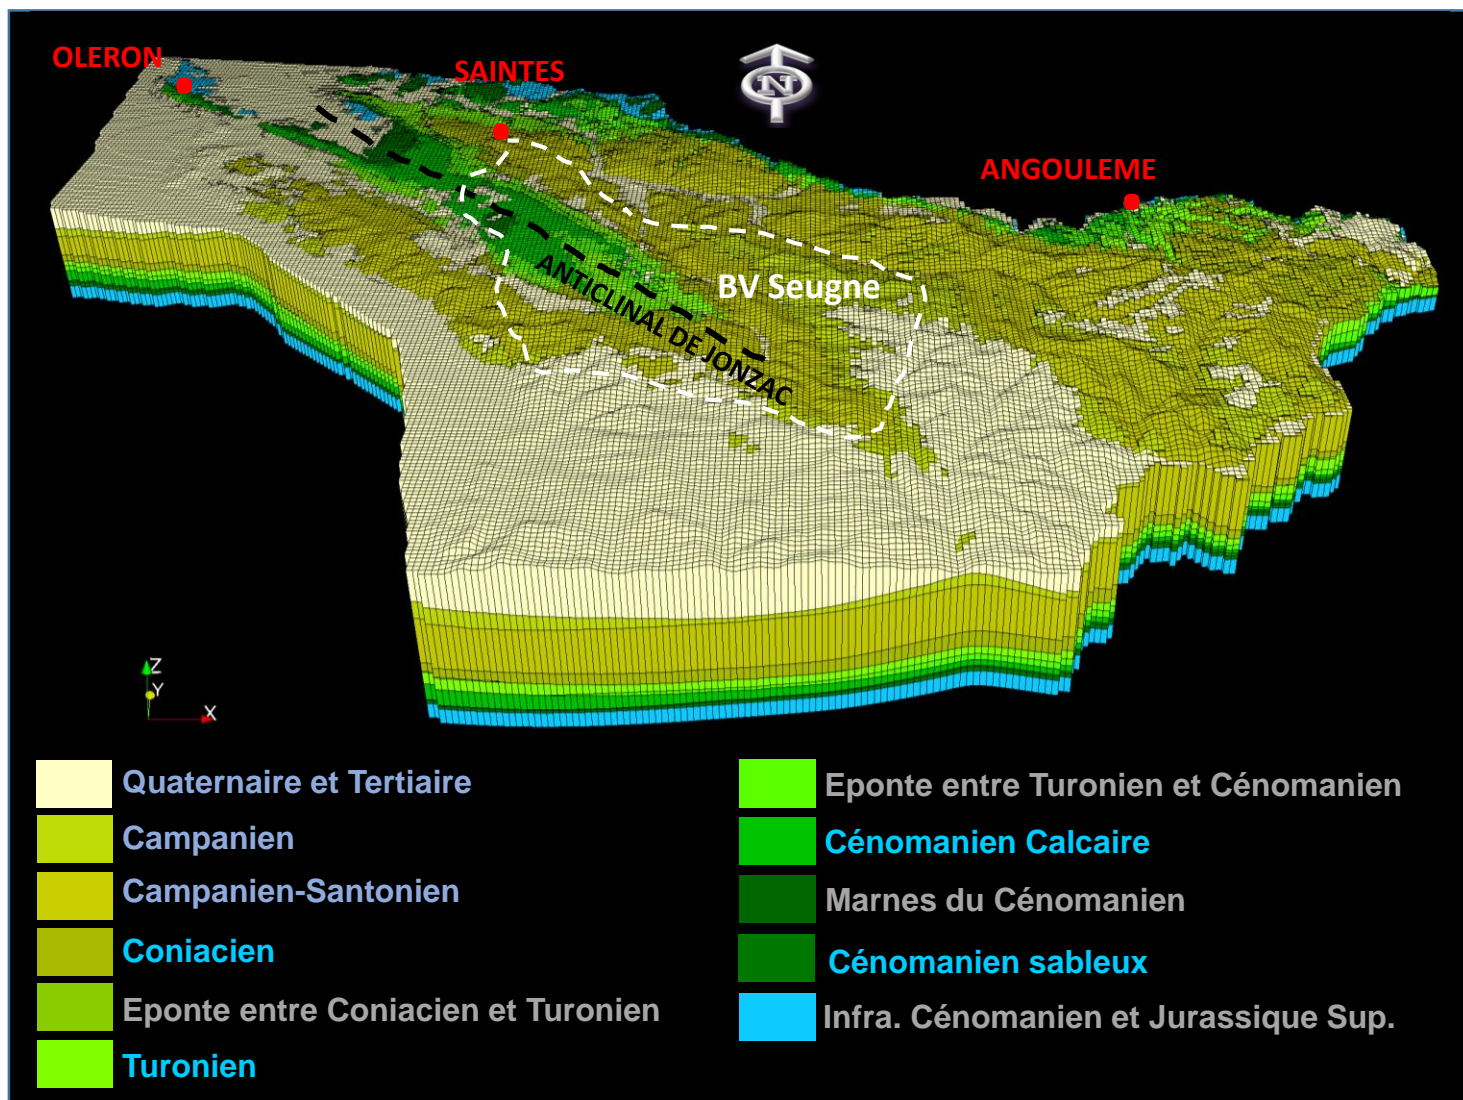 OLERON
SAINTES
N
ANGOULEME
BV Seugne
ANTICLINAL DE JONZAC
Z
Y
X
Quaternaire et Tertiaire
Campanien
Campanien-Santonien
Coniacien
Eponte entre Coniacien et Turonien
Turonien
Eponte entre Turonien et Cénomanien
Cénomanien Calcaire
Marnes du Cénomanien
Cénomanien sableux
Infra. Cénomanien et Jurassique Sup.